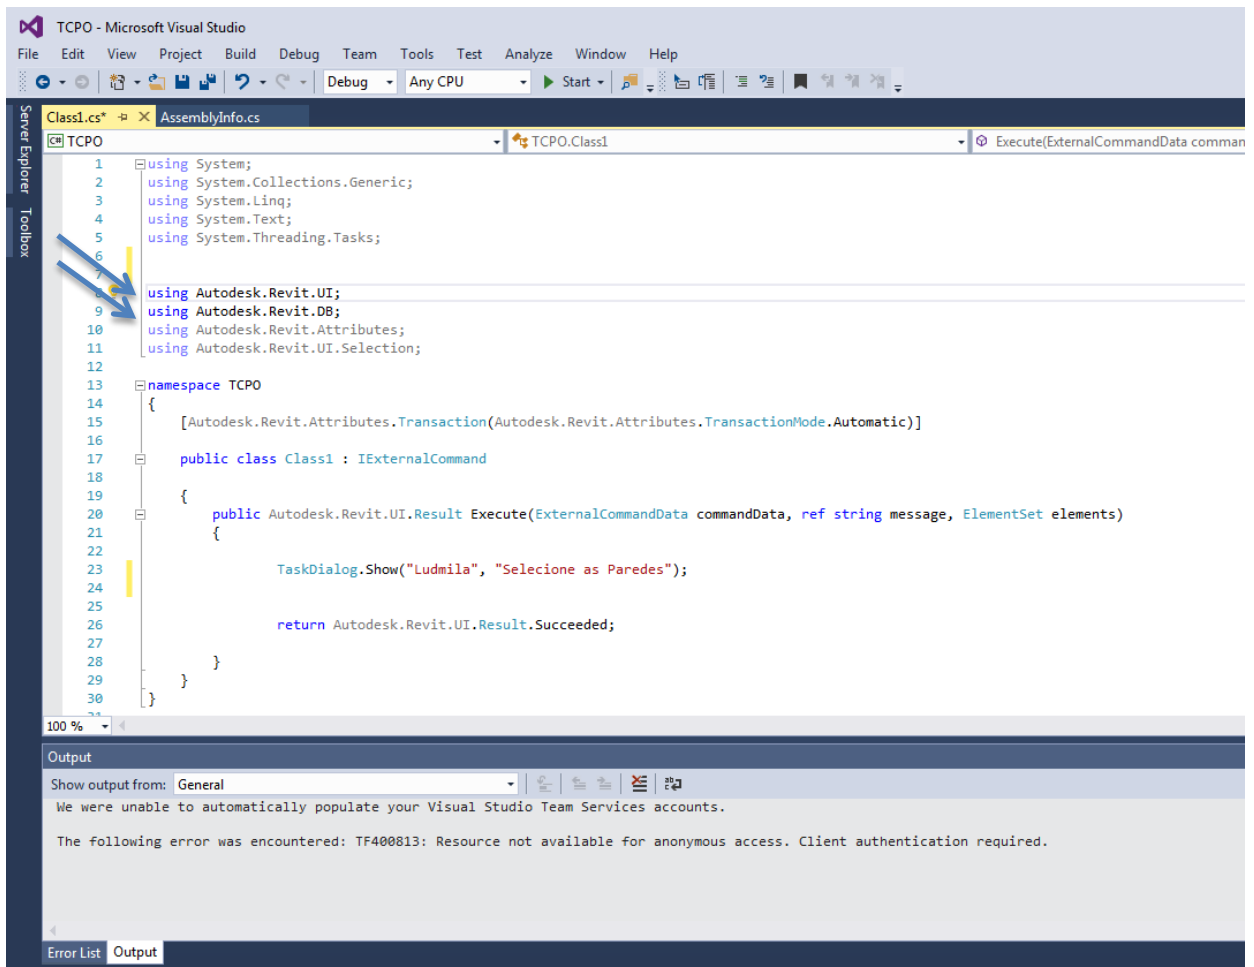 TCPO - Microsoft Visual Studio
File Edit View Project Build Debug Team Tools Test Analyze Window Help
Debug Any CPU Start
Server Explorer
Toolbox
Class1.cs* AssemblyInfo.cs
C# TCPO TCPO.Class1 Execute(ExternalCommandData comman
1 using System;
2 using System.Collections.Generic;
3 using System.Linq;
4 using System.Text;
5 using System.Threading.Tasks;
6
7
8 using Autodesk.Revit.UI;
9 using Autodesk.Revit.DB;
10 using Autodesk.Revit.Attributes;
11 using Autodesk.Revit.UI.Selection;
12
13 namespace TCPO
14 {
15 [Autodesk.Revit.Attributes.Transaction(Autodesk.Revit.Attributes.TransactionMode.Automatic)]
16
17 public class Class1 : IExternalCommand
18
19 {
20 public Autodesk.Revit.UI.Result Execute(ExternalCommandData commandData, ref string message, ElementSet elements)
21 {
22
23 TaskDialog.Show("Ludmila", "Selecione as Paredes");
24
25
26 return Autodesk.Revit.UI.Result.Succeeded;
27
28 }
29 }
30 }
31
100 %
Output
Show output from: General
We were unable to automatically populate your Visual Studio Team Services accounts.
The following error was encountered: TF400813: Resource not available for anonymous access. Client authentication required.
Error List Output